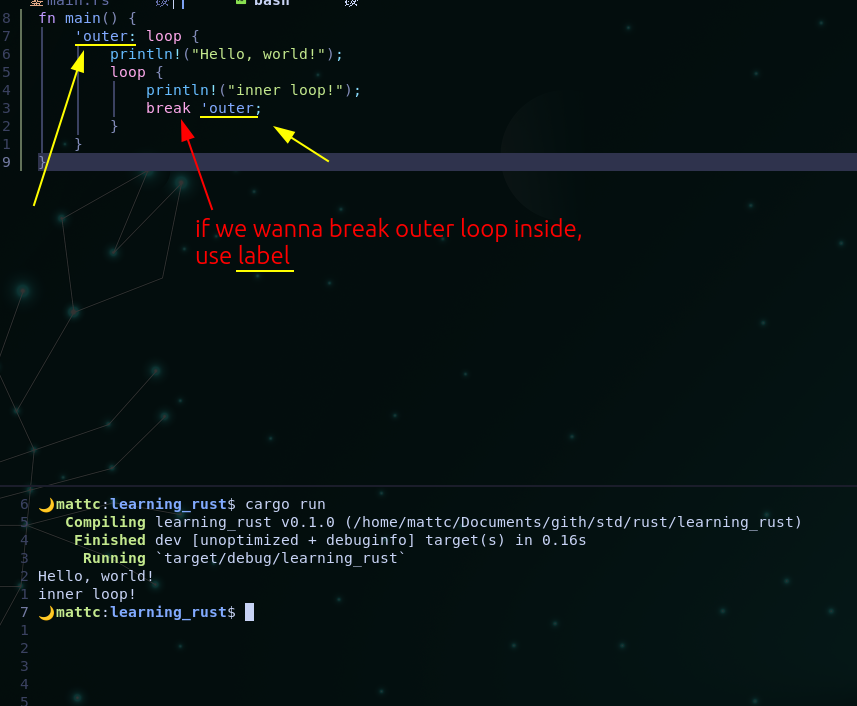 main.rs bash
8 fn main() {
7 'outer: loop {
6 println!("Hello, world!");
5 loop {
4 println!("inner loop!");
3 break 'outer;
2 }
1 }
9 }
if we wanna break outer loop inside,
use label
6 🌙mattc:learning_rust$ cargo run
5 Compiling learning_rust v0.1.0 (/home/mattc/Documents/gith/std/rust/learning_rust)
4 Finished dev [unoptimized + debuginfo] target(s) in 0.16s
3 Running `target/debug/learning_rust`
2 Hello, world!
1 inner loop!
7 🌙mattc:learning_rust$
1
2
3
4
5